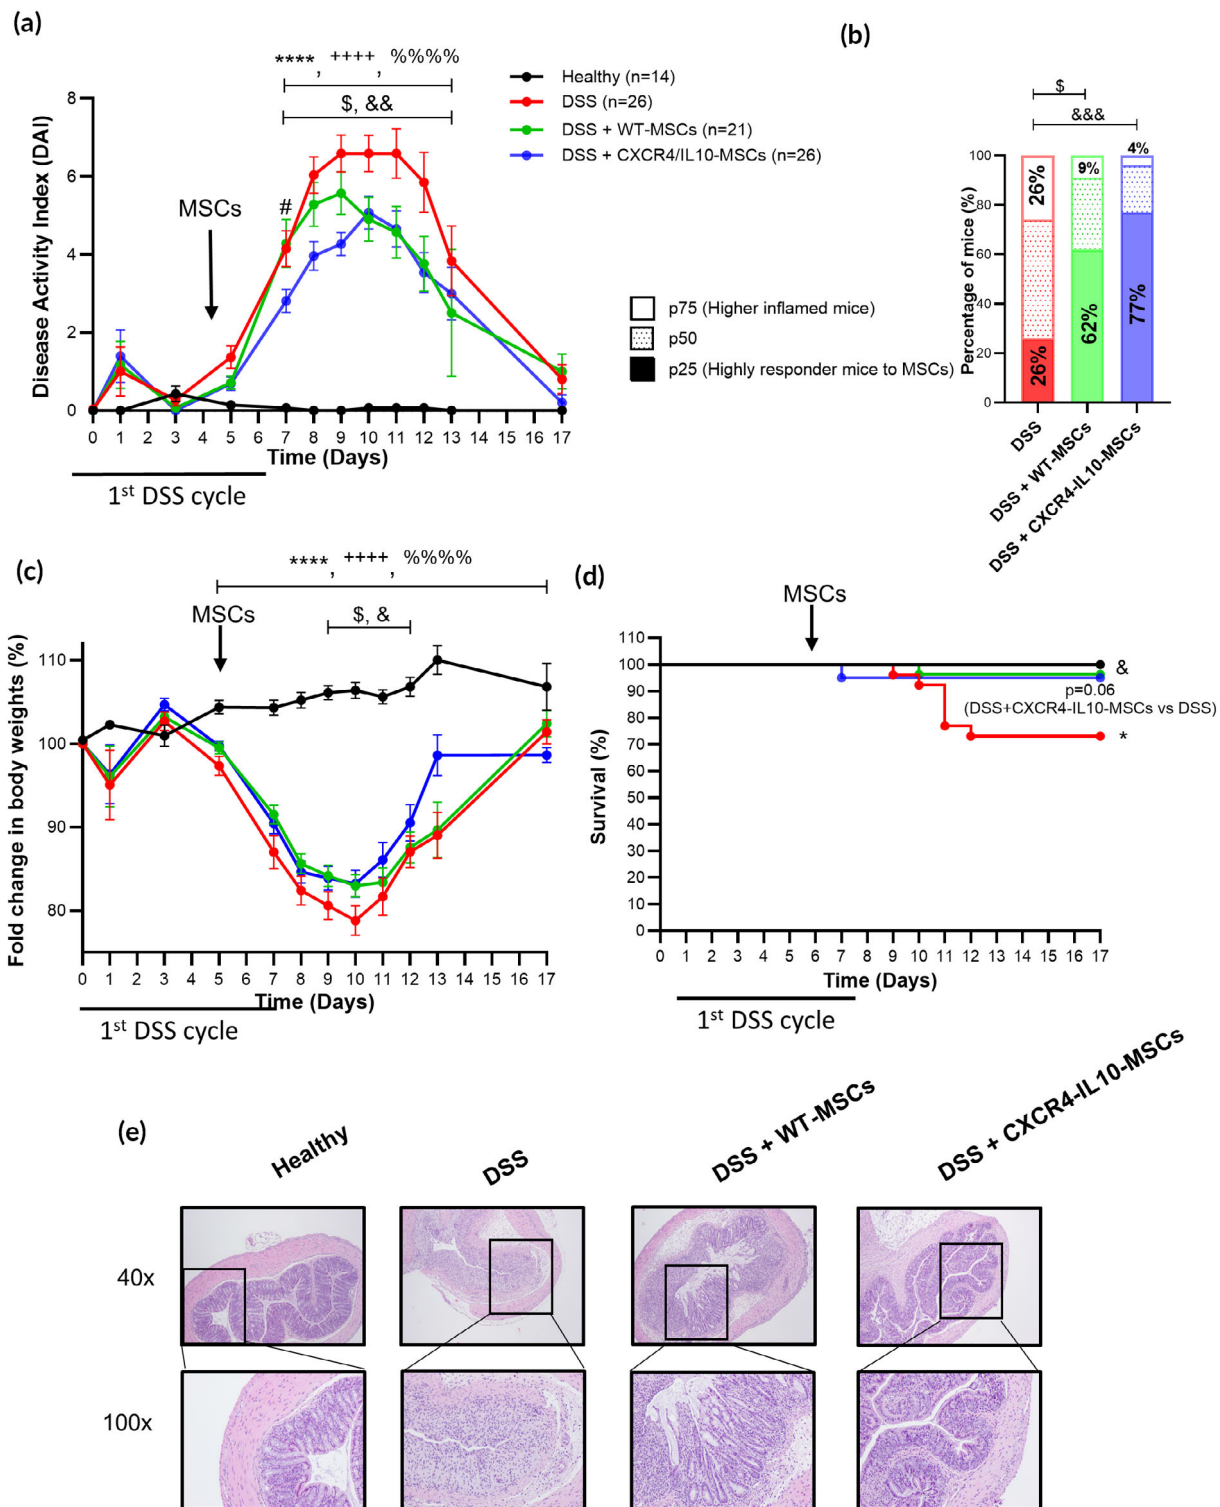 (a)
****, ++++, %%%%
$, &&
Healthy (n=14)
DSS (n=26)
DSS + WT-MSCs (n=21)
DSS + CXCR4/IL10-MSCs (n=26)
MSCs
#
Disease Activity Index (DAI)
8
6
4
2
0
0 1 3 5 6 7 8 9 10 11 12 13 14 15 16 17
Time (Days)
1st DSS cycle
(b)
$
&&&
p75 (Higher inflamed mice)
p50
p25 (Highly responder mice to MSCs)
Percentage of mice (%)
100
80
60
40
20
0
26%
26%
9%
62%
4%
77%
DSS
DSS + WT-MSCs
DSS + CXCR4-IL10-MSCs
(c)
****, ++++, %%%%
MSCs
$, &
Fold change in body weights (%)
110
100
90
80
0 1 2 3 4 5 6 7 8 9 10 11 12 13 15 16 17
Time (Days)
1st DSS cycle
(d)
MSCs
Survival (%)
110
100
90
80
70
60
50
40
30
20
10
0
&
p=0.06
(DSS+CXCR4-IL10-MSCs vs DSS)
*
0 1 2 3 5 6 7 8 9 10 11 12 13 14 15 16 17
Time (Days)
1st DSS cycle
(e)
Healthy
DSS
DSS + WT-MSCs
DSS + CXCR4-IL10-MSCs
40x
100x